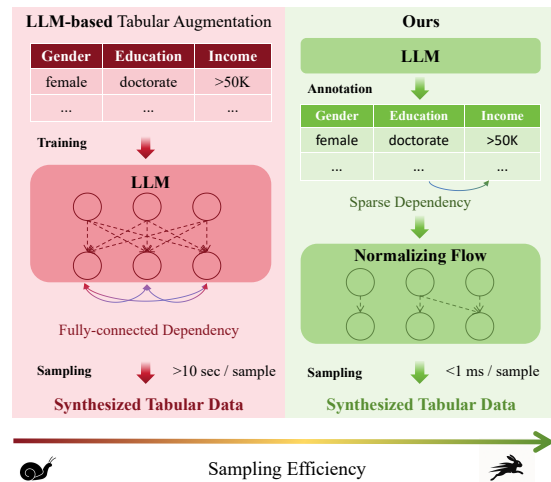 LLM-based Tabular Augmentation
Gender Education Income
female doctorate >50K
... ... ...
Training
LLM
Fully-connected Dependency
Sampling >10 sec / sample
Synthesized Tabular Data
Ours
LLM
Annotation
Gender Education Income
female doctorate >50K
... ... ...
Sparse Dependency
Normalizing Flow
Sampling <1 ms / sample
Synthesized Tabular Data
Sampling Efficiency